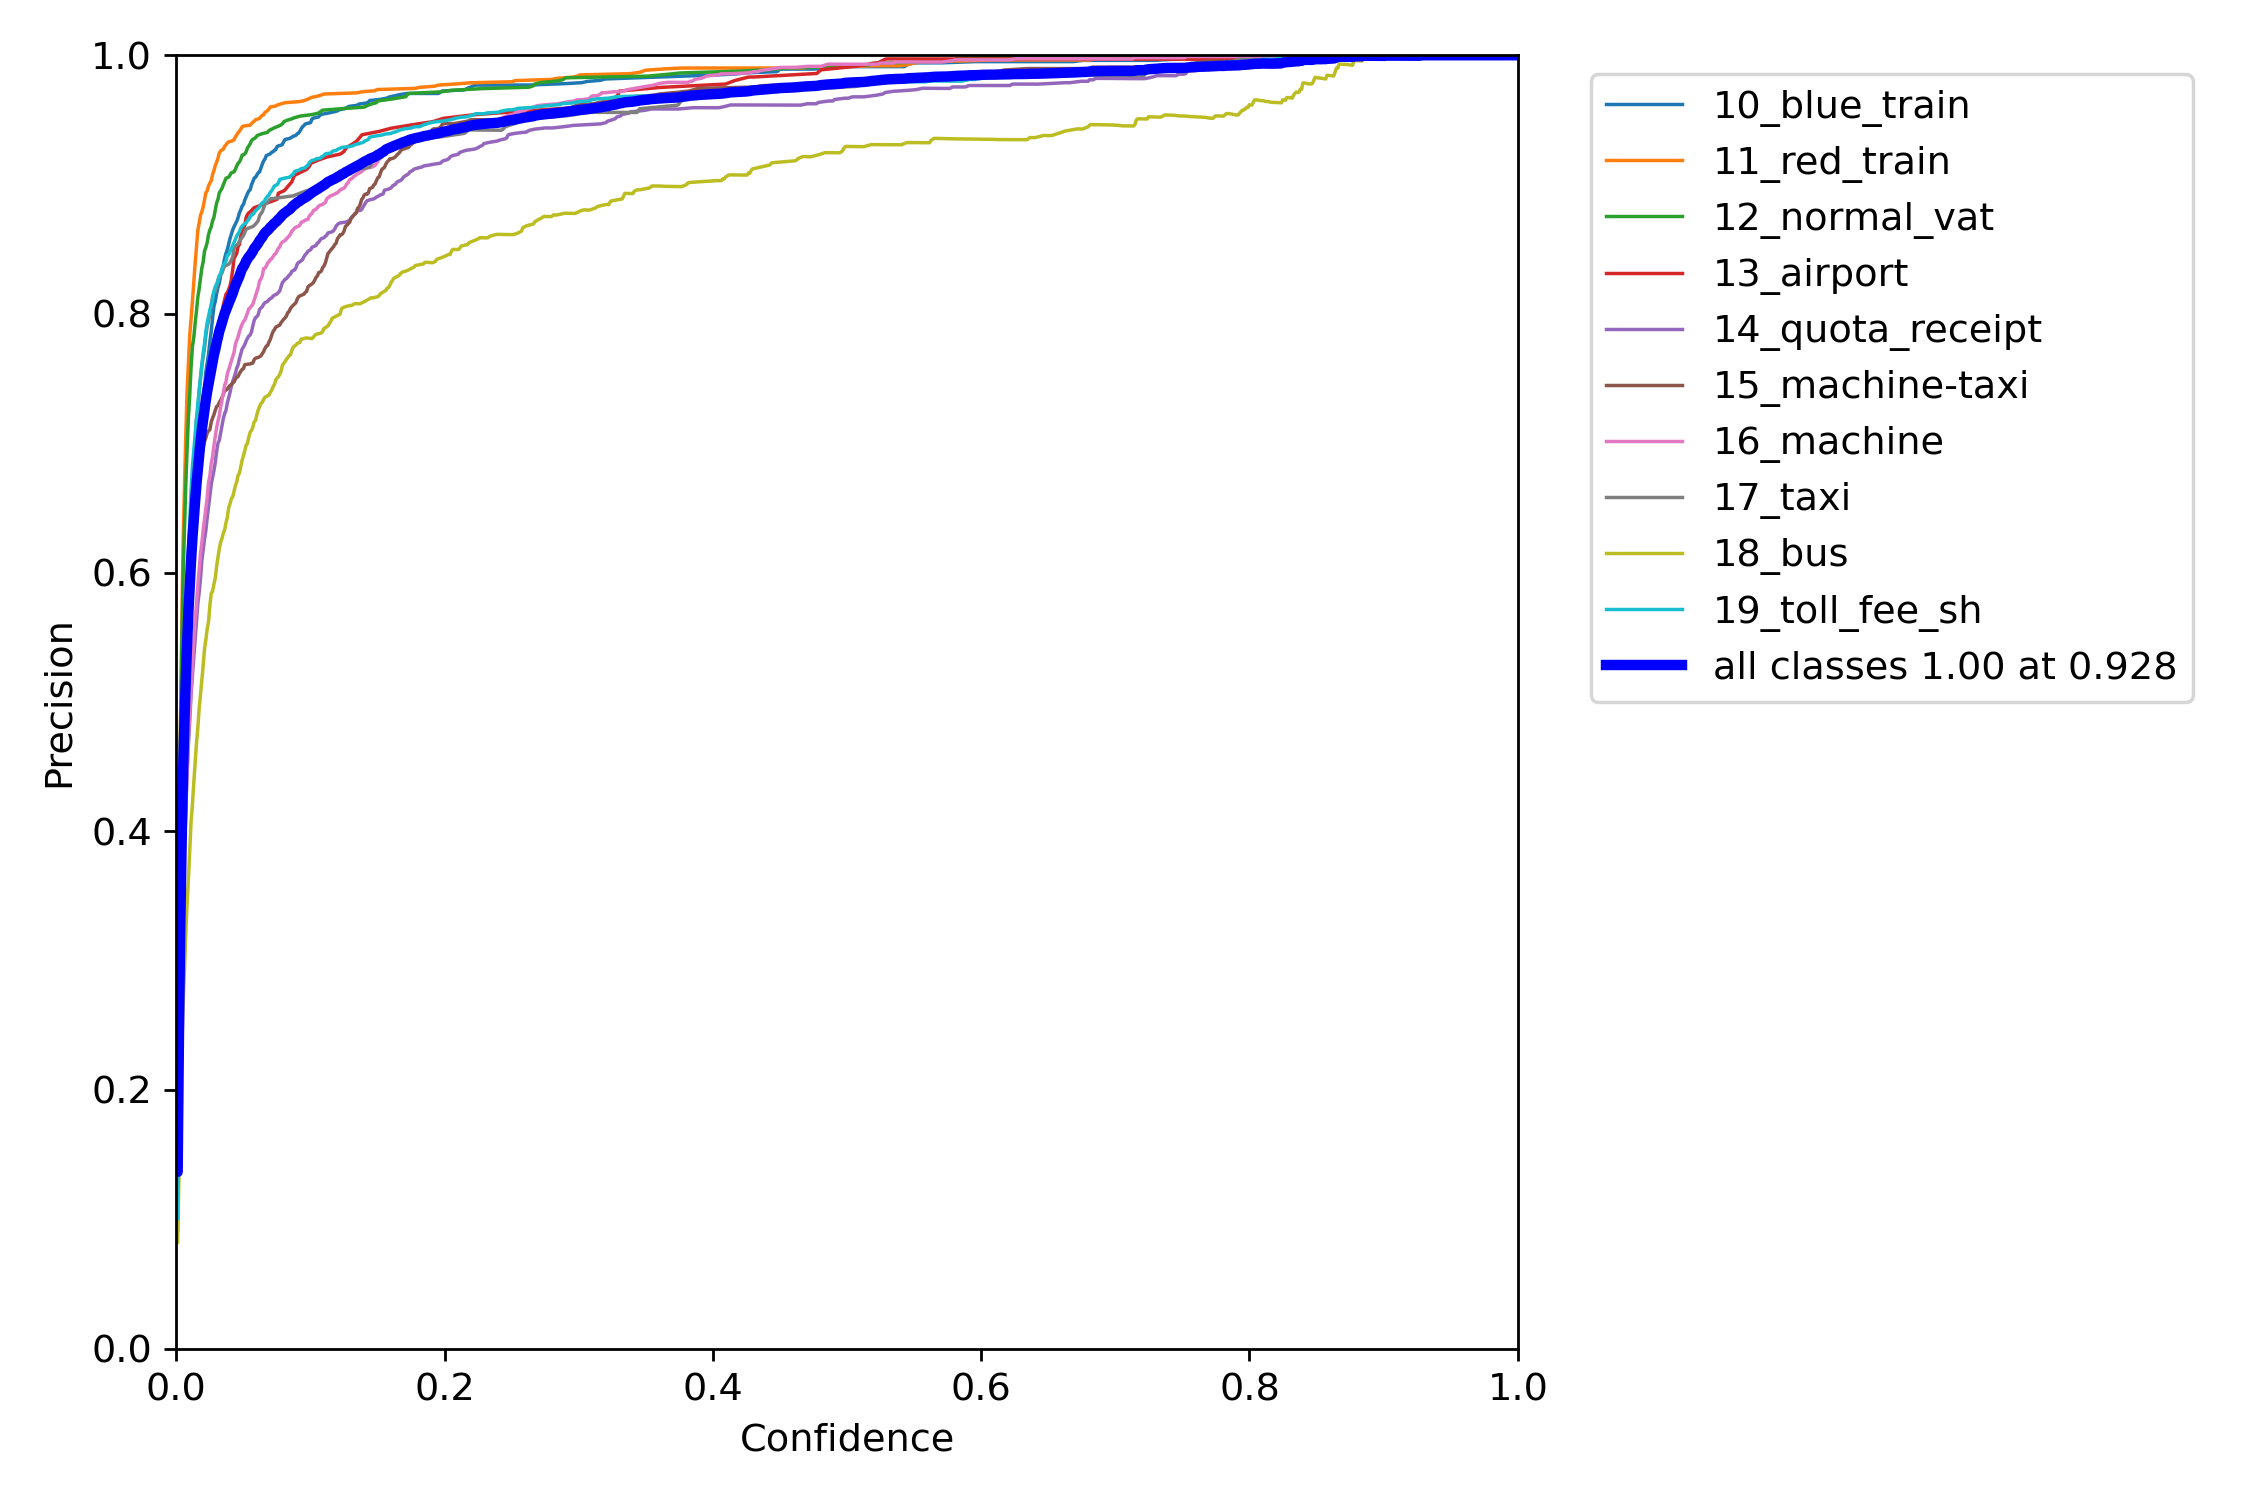 1.0
0.8
0.6
0.4
0.2
0.0
0.0 0.2 0.4 0.6 0.8 1.0
Precision
Confidence
10_blue_train
11_red_train
12_normal_vat
13_airport
14_quota_receipt
15_machine-taxi
16_machine
17_taxi
18_bus
19_toll_fee_sh
all classes 1.00 at 0.928